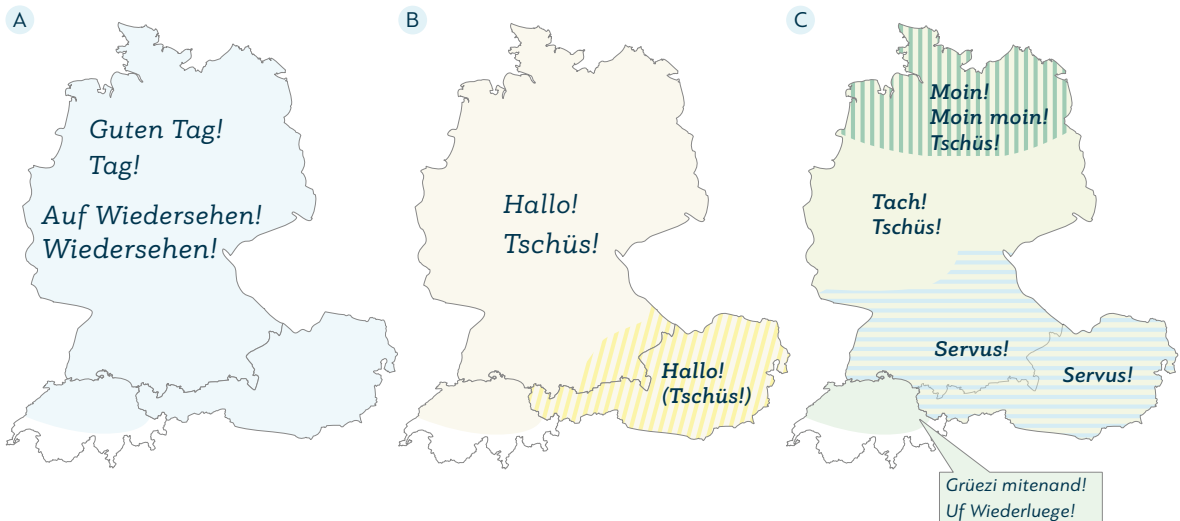 A
Guten Tag!
Tag!
Auf Wiedersehen!
Wiedersehen!
B
Hallo!
Tschüs!
Hallo!
(Tschüs!)
C
Moin!
Moin moin!
Tschüs!
Tach!
Tschüs!
Servus!
Servus!
Grüezi mitenand!
Uf Wiederluege!